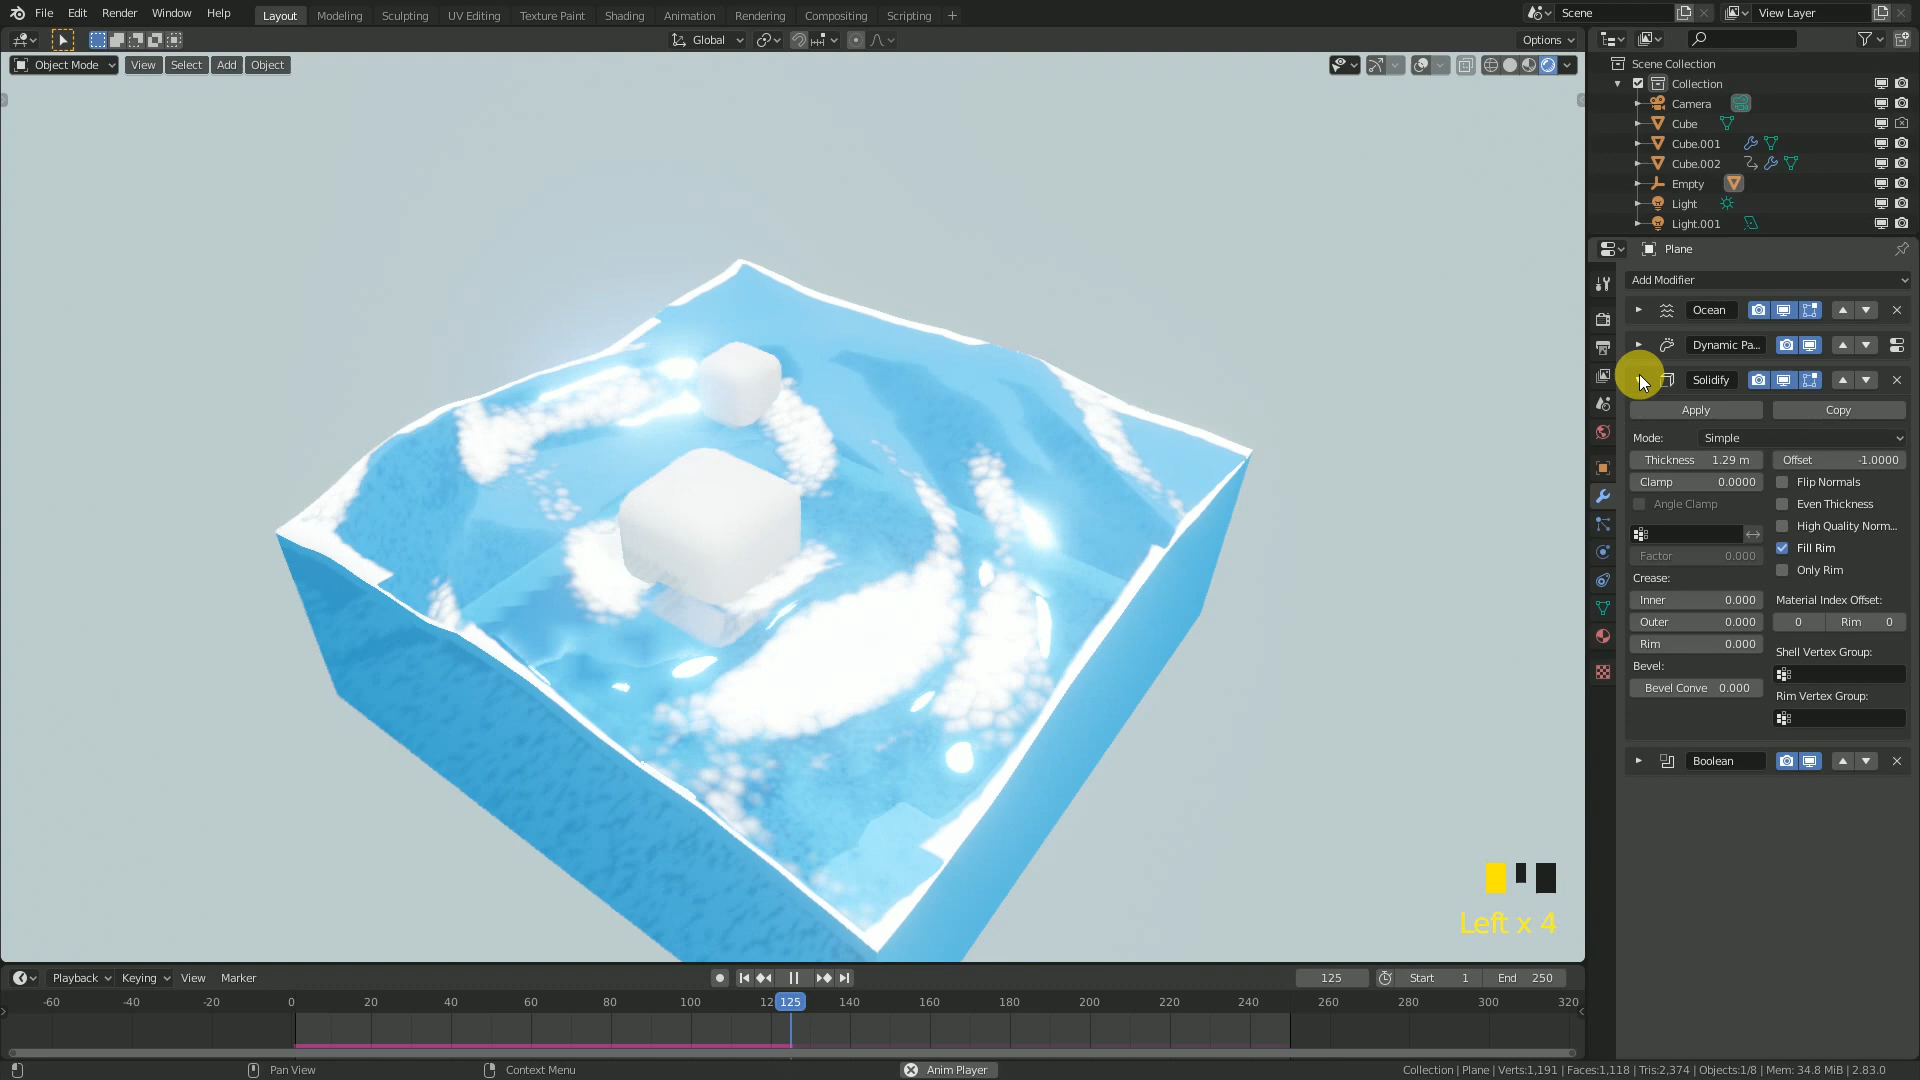 File Edit Render Window Help Layout Modeling Sculpting UV Editing Texture Paint Shading Animation Rendering Compositing Scripting + Scene View Layer
Global Options
Object Mode View Select Add Object
Scene Collection
Collection
Camera
Cube
Cube.001
Cube.002
Empty
Light
Light.001
Plane
Add Modifier
Ocean
Dynamic Pa...
Solidify
Apply Copy
Mode: Simple
Thickness 1.29 m Offset -1.0000
Clamp 0.0000 Flip Normals
Angle Clamp Even Thickness
High Quality Norm...
Fill Rim
Factor 0.000
Only Rim
Crease:
Inner 0.000 Material Index Offset:
Outer 0.000 0 Rim 0
Rim 0.000 Shell Vertex Group:
Bevel:
Bevel Conve 0.000 Rim Vertex Group:
Boolean
Left x 4
Playback Keying View Marker 125 Start 1 End 250
-60 -40 -20 0 20 40 60 80 100 125 140 160 180 200 220 240 260 280 300 320
Pan View Context Menu Anim Player Collection | Plane | Verts:1,191 | Faces:1,118 | Tris:2,374 | Objects:1/8 | Mem: 34.8 MiB | 2.83.0